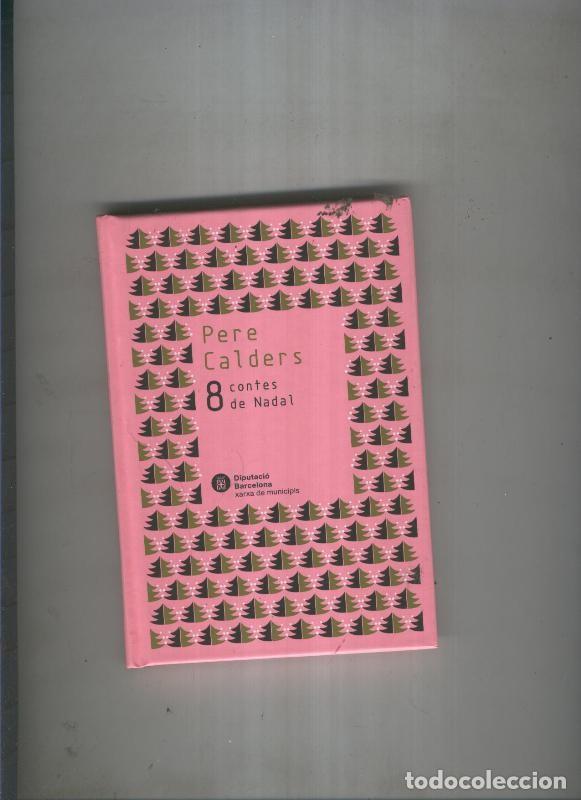 Pere
Calders
8 contes
de Nadal
Diputació
Barcelona
xarxa de municipis
todocoleccion